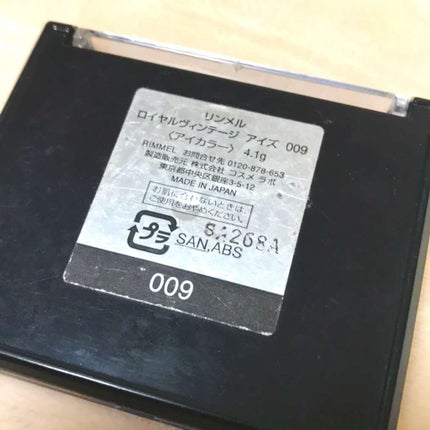 リンメル
ロイヤルヴィンテージ アイズ 009
〈アイカラー〉 4.1g
RIMMEL お問合せ先 0120-878-653
製造販売元 株式会社 コスメ ラボ
東京都中央区銀座3-5-12
MADE IN JAPAN
お肌に合わないときは、
ご使用をおやめください。
プラ
SA268A
SAN,ABS
009